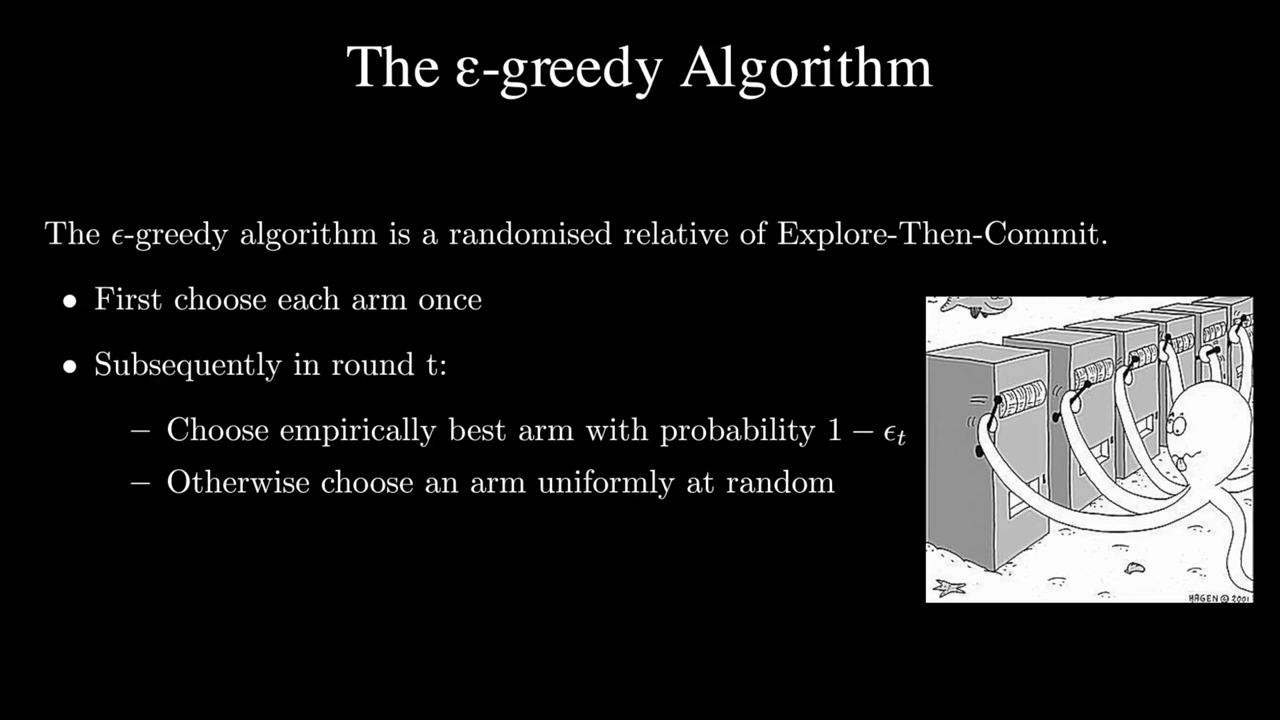 The ε-greedy Algorithm
The ϵ-greedy algorithm is a randomised relative of Explore-Then-Commit.
• First choose each arm once
• Subsequently in round t:
– Choose empirically best arm with probability 1 − ϵₜ
– Otherwise choose an arm uniformly at random
HAGEN © 2001